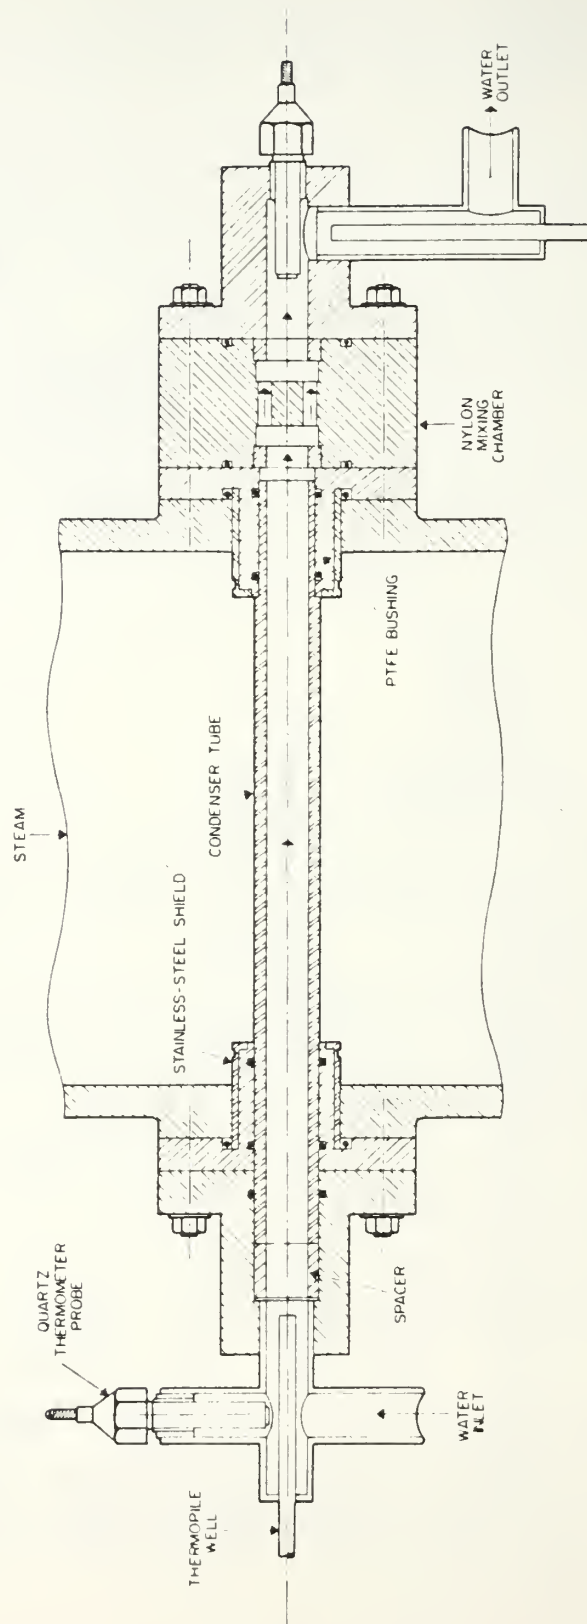 QUARTZ
THERMOMETER
PROBE
THERMOPILE
WELL
WATER
INLET
SPACER
STAINLESS-STEEL SHIELD
STEAM
CONDENSER TUBE
PTFE BUSHING
NYLON
MIXING
CHAMBER
WATER
OUTLET